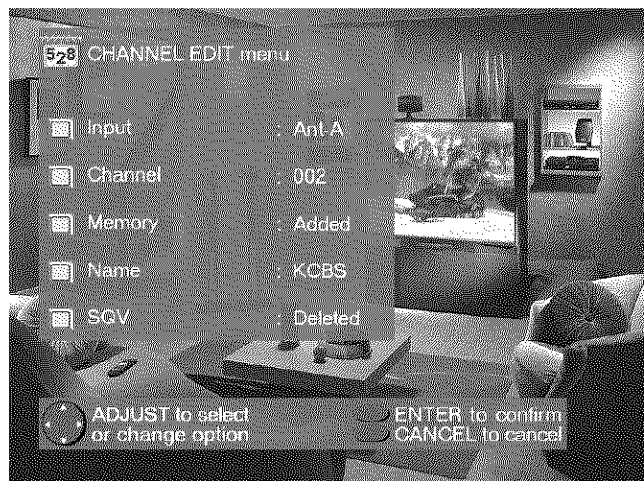 528 CHANNEL EDIT menu
Input : Ant-A
Channel : 002
Memory : Added
Name : KCBS
SQV : Deleted
ADJUST to select
or change option
ENTER to confirm
CANCEL to cancel